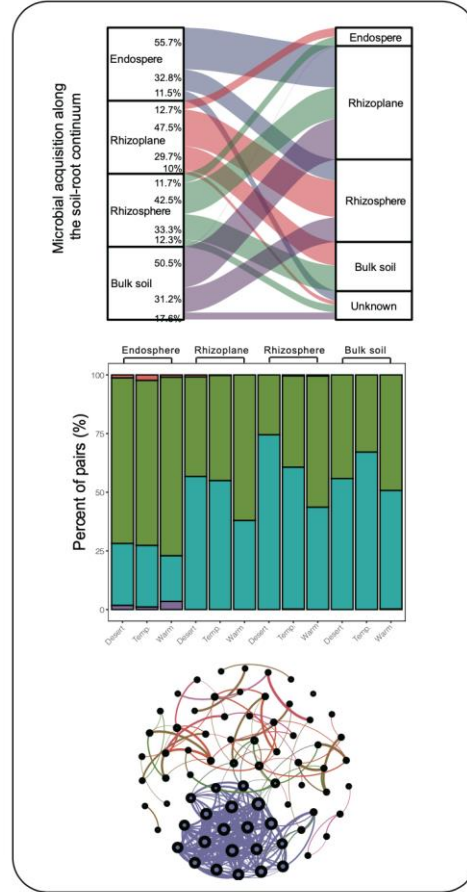 Microbial acquisition along
the soil-root continuum
Endospere
55.7%
32.8%
11.5%
Rhizoplane
12.7%
47.5%
29.7%
10%
Rhizosphere
11.7%
42.5%
33.3%
12.3%
Bulk soil
50.5%
31.2%
17.6%
Endospere
Rhizoplane
Rhizosphere
Bulk soil
Unknown
Endosphere Rhizoplane Rhizosphere Bulk soil
Percent of pairs (%)
100
75
50
25
0
Desert Temp. Warm Desert Temp. Warm Desert Temp. Warm Desert Temp. Warm